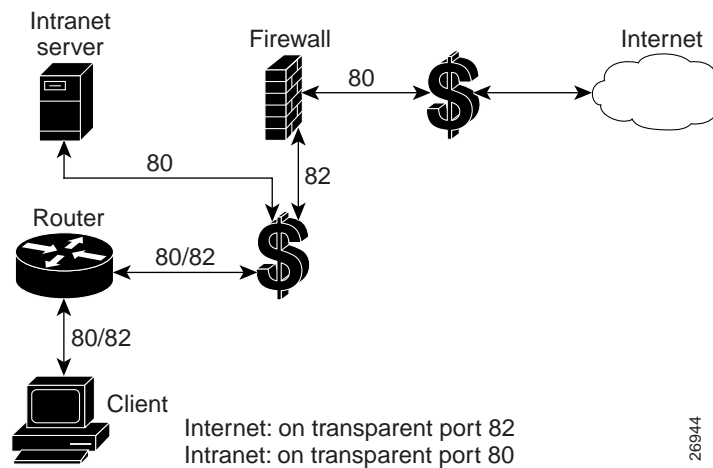 Intranet
server
Firewall
Internet
80
80
82
Router
80/82
80/82
Client
Internet: on transparent port 82
Intranet: on transparent port 80
26944